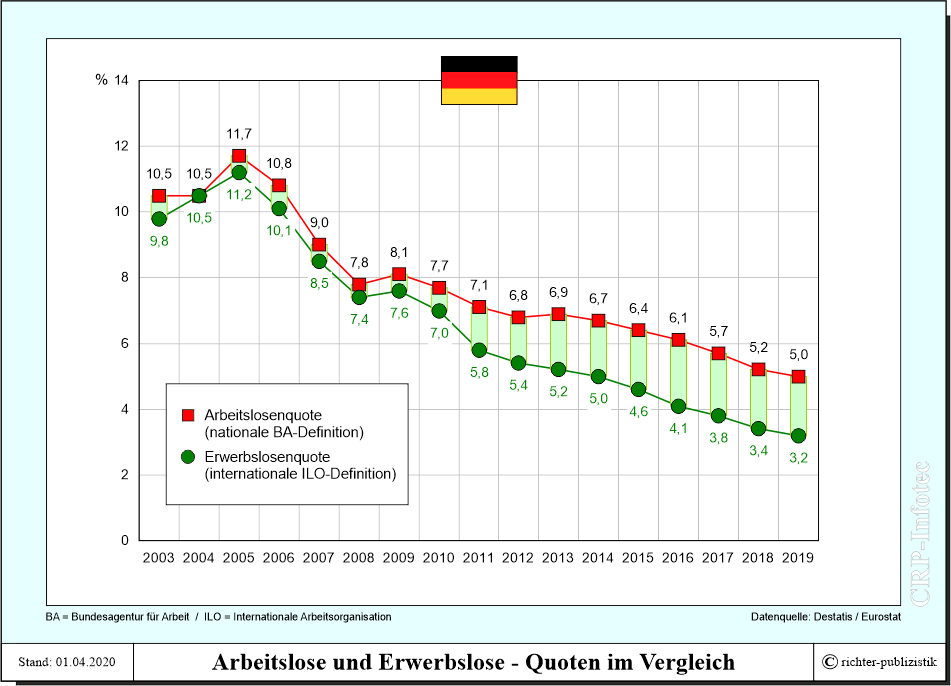 % 14
12
10
8
6
4
2
0
10,5 10,5 11,7 10,8 9,0 7,8 8,1 7,7 7,1 6,8 6,9 6,7 6,4 6,1 5,7 5,2 5,0
9,8 10,5 11,2 10,1 8,5 7,4 7,6 7,0 5,8 5,4 5,2 5,0 4,6 4,1 3,8 3,4 3,2
Arbeitslosenquote
(nationale BA-Definition)
Erwerbslosenquote
(internationale ILO-Definition)
2003 2004 2005 2006 2007 2008 2009 2010 2011 2012 2013 2014 2015 2016 2017 2018 2019
CRP-Infotec
BA = Bundesagentur für Arbeit / ILO = Internationale Arbeitsorganisation
Datenquelle: Destatis / Eurostat
Stand: 01.04.2020
Arbeitslose und Erwerbslose - Quoten im Vergleich
© richter-publizistik